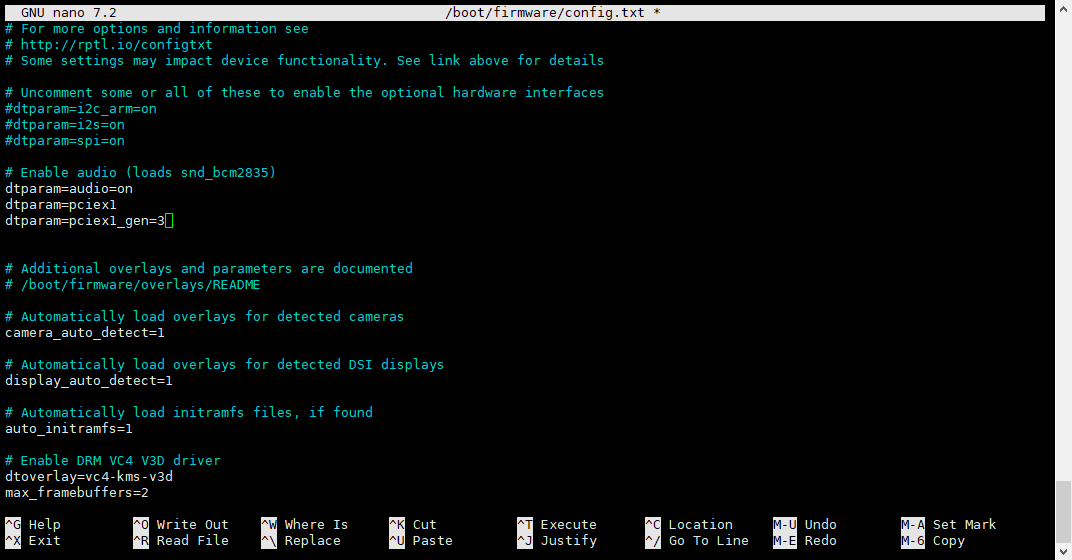 GNU nano 7.2 /boot/firmware/config.txt *
# For more options and information see
# http://rptl.io/configtxt
# Some settings may impact device functionality. See link above for details
# Uncomment some or all of these to enable the optional hardware interfaces
#dtparam=i2c_arm=on
#dtparam=i2s=on
#dtparam=spi=on
# Enable audio (loads snd_bcm2835)
dtparam=audio=on
dtparam=pciex1
dtparam=pciex1_gen=3
# Additional overlays and parameters are documented
# /boot/firmware/overlays/README
# Automatically load overlays for detected cameras
camera_auto_detect=1
# Automatically load overlays for detected DSI displays
display_auto_detect=1
# Automatically load initramfs files, if found
auto_initramfs=1
# Enable DRM VC4 V3D driver
dtoverlay=vc4-kms-v3d
max_framebuffers=2
^G Help ^O Write Out ^W Where Is ^K Cut ^T Execute ^C Location M-U Undo M-A Set Mark
^X Exit ^R Read File ^\ Replace ^U Paste ^J Justify ^/ Go To Line M-E Redo M-6 Copy